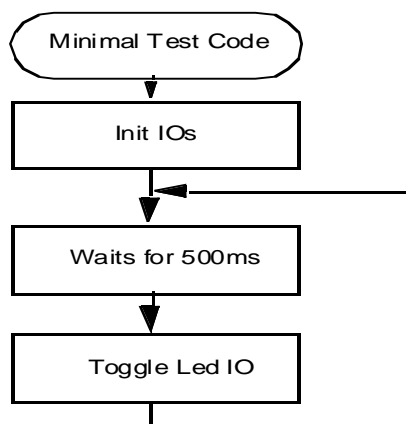 Minimal Test Code
Init IOs
Waits for 500ms
Toggle Led IO